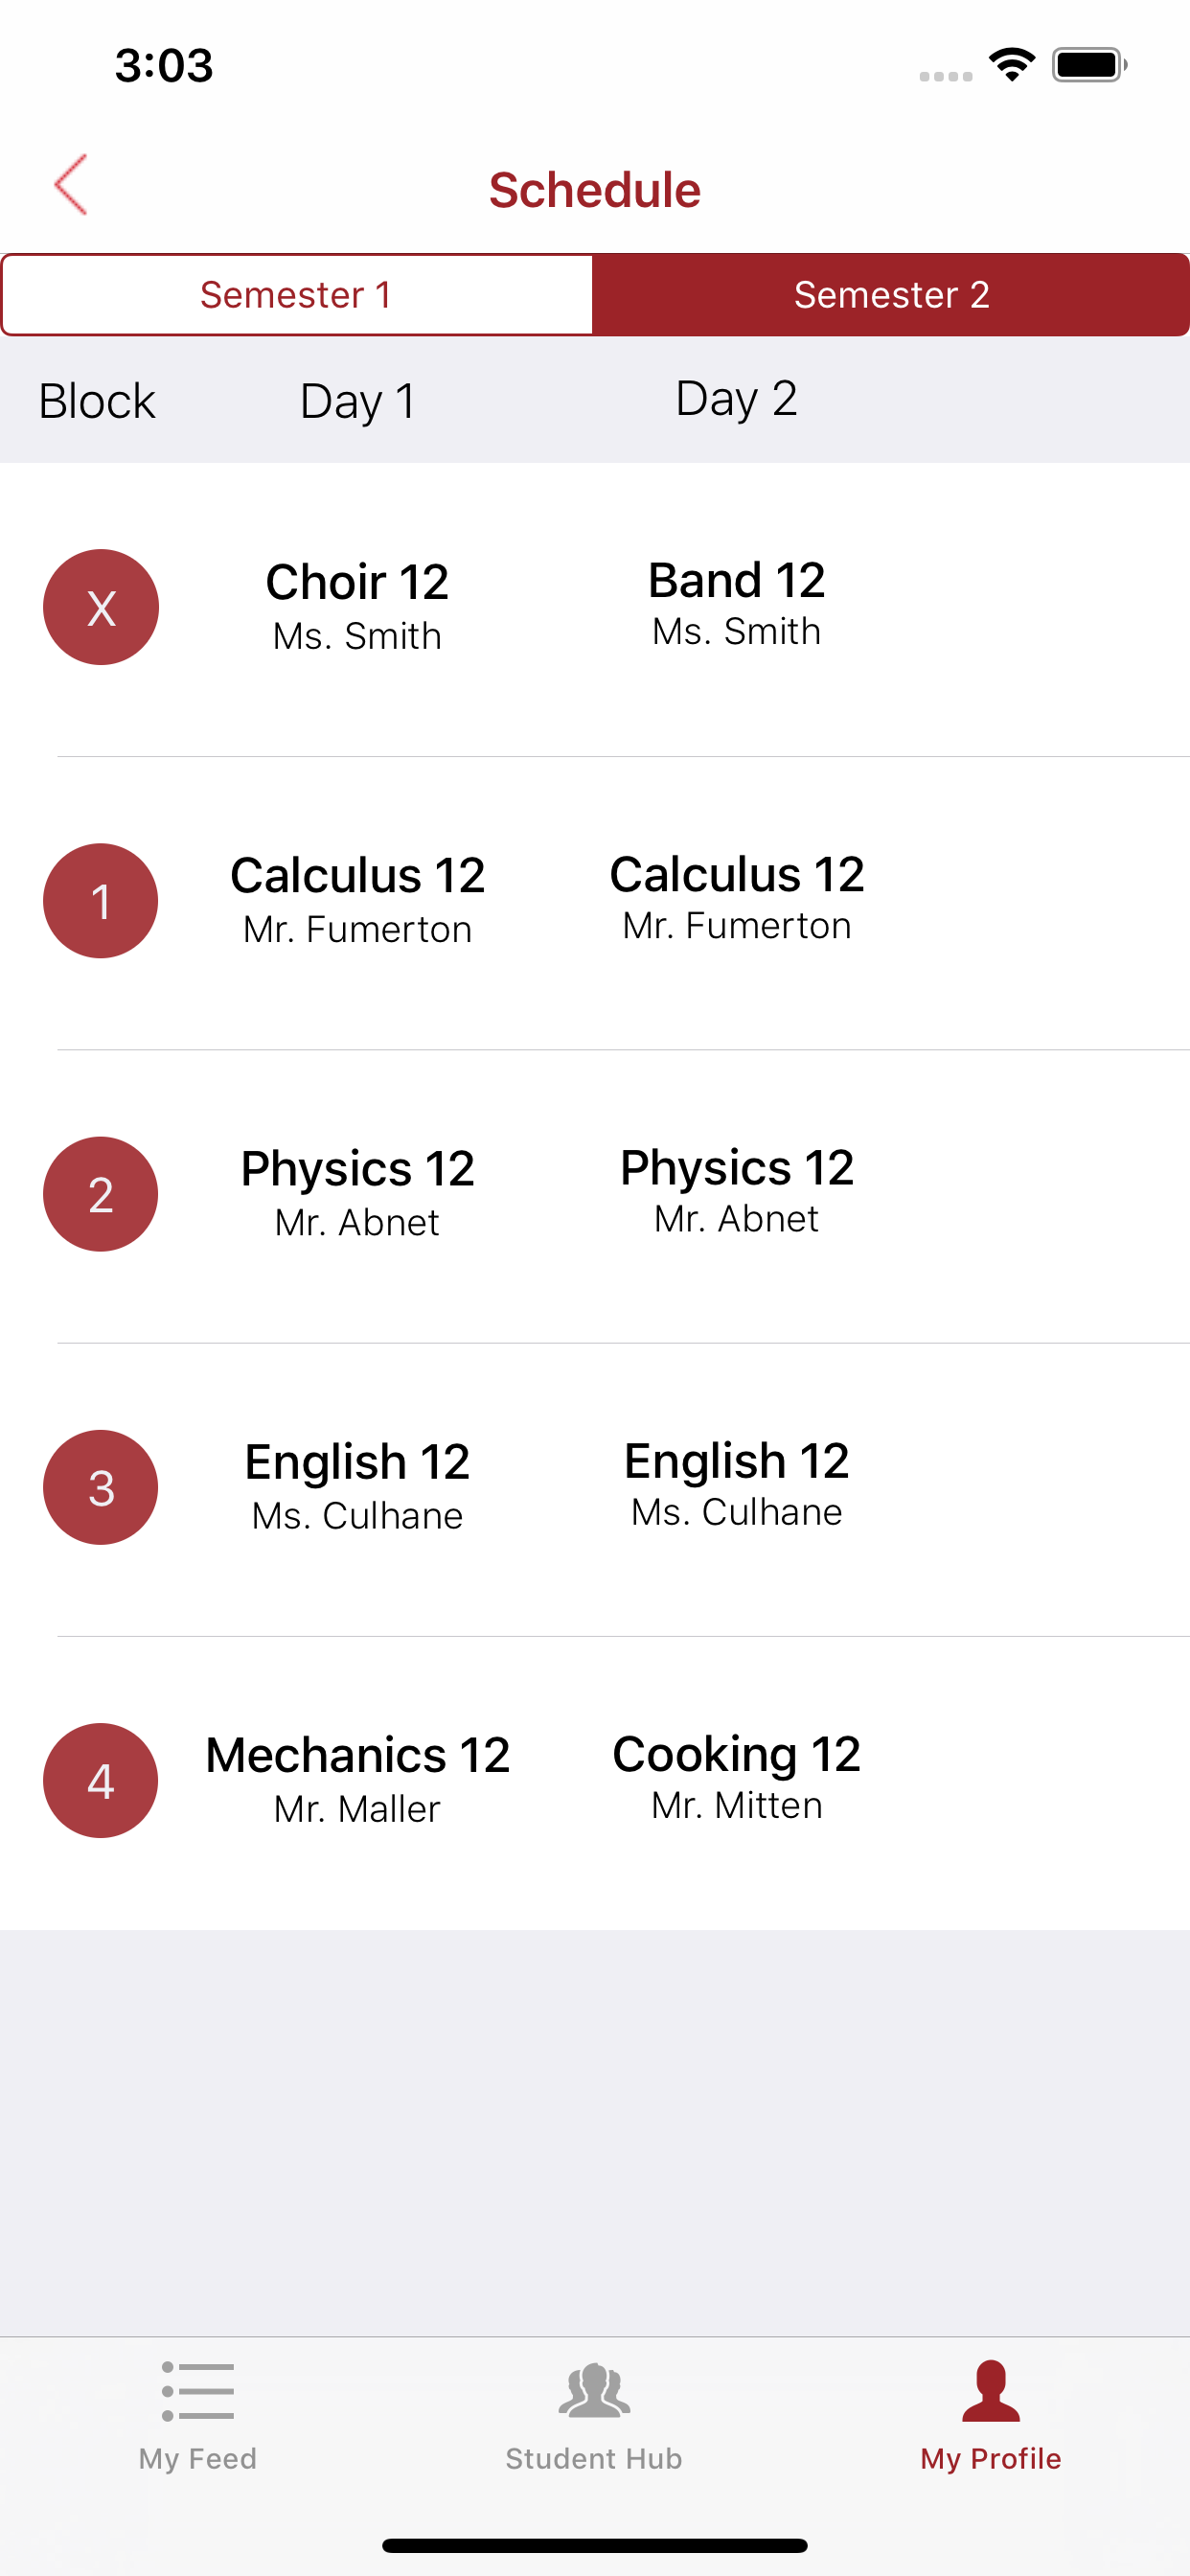 3:03
Schedule
Semester 1
Semester 2
Block Day 1 Day 2
X
Choir 12
Ms. Smith
Band 12
Ms. Smith
1
Calculus 12
Mr. Fumerton
Calculus 12
Mr. Fumerton
2
Physics 12
Mr. Abnet
Physics 12
Mr. Abnet
3
English 12
Ms. Culhane
English 12
Ms. Culhane
4
Mechanics 12
Mr. Maller
Cooking 12
Mr. Mitten
My Feed
Student Hub
My Profile